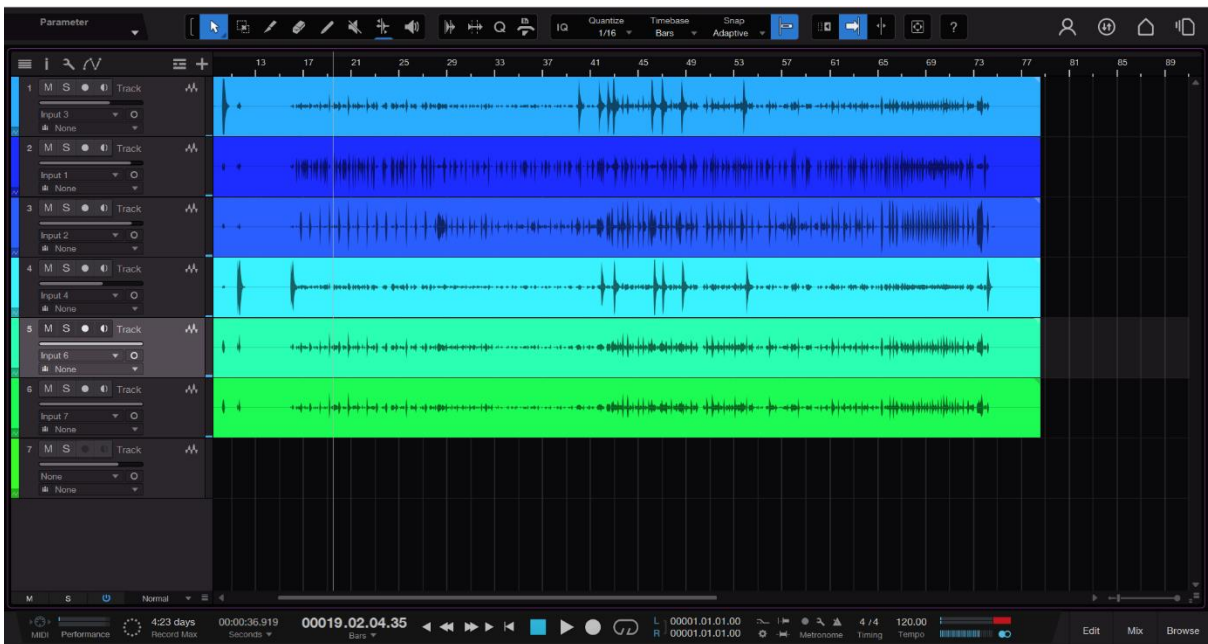 Parameter
IQ
Quantize
1/16
Timebase
Bars
Snap
Adaptive
?
13 17 21 25 29 33 37 41 45 49 53 57 61 65 69 73 77 81 85 89
1 M S Track
Input 3
None
2 M S Track
Input 1
None
3 M S Track
Input 2
None
4 M S Track
Input 4
None
5 M S Track
Input 6
None
6 M S Track
Input 7
None
7 M S Track
None
None
M S Normal
MIDI
Performance
4:23 days
Record Max
00:00:36.919
Seconds
00019.02.04.35
Bars
L 00001.01.01.00
R 00001.01.01.00
Metronome
4 / 4
Timing
120.00
Tempo
Edit
Mix
Browse